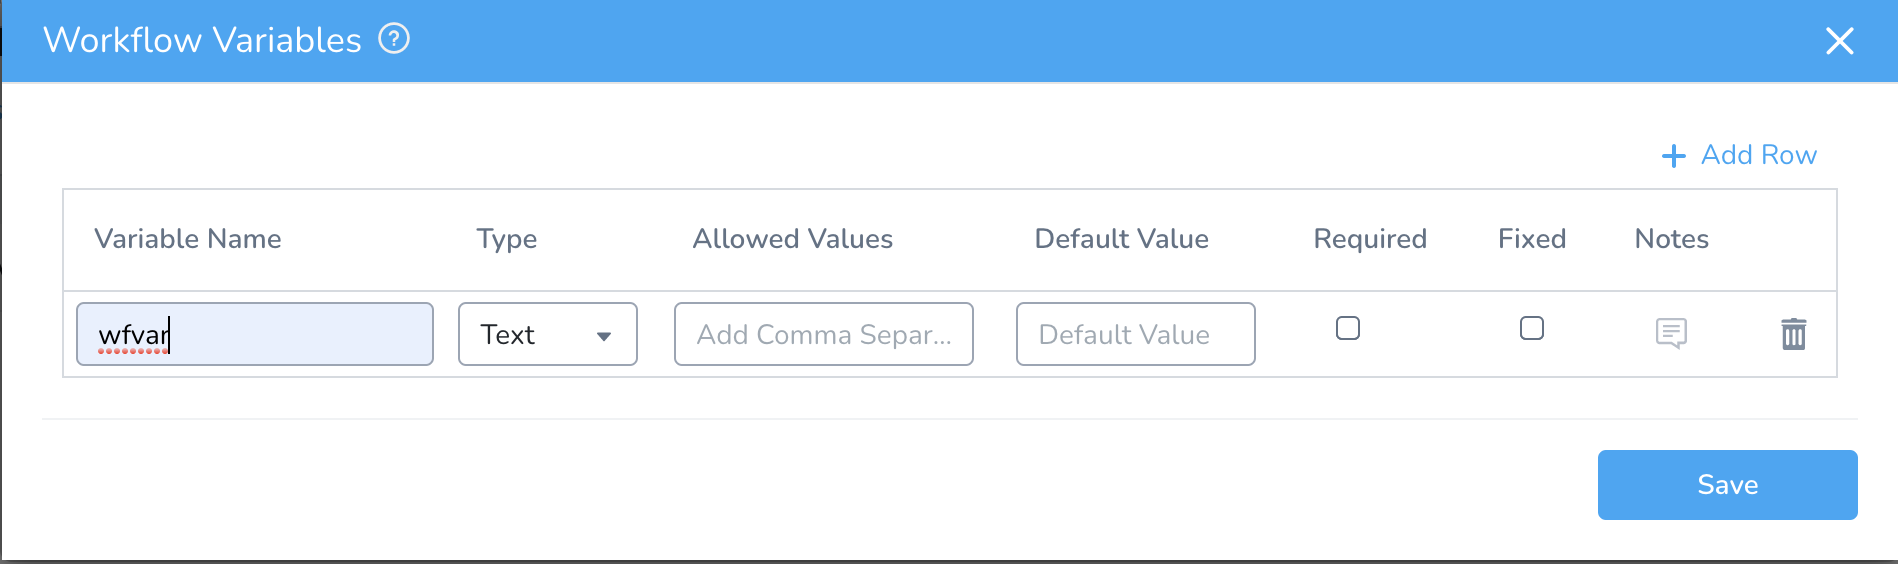 Workflow Variables ?
+ Add Row
Variable Name Type Allowed Values Default Value Required Fixed Notes
wfvar Text Add Comma Separ... Default Value
Save